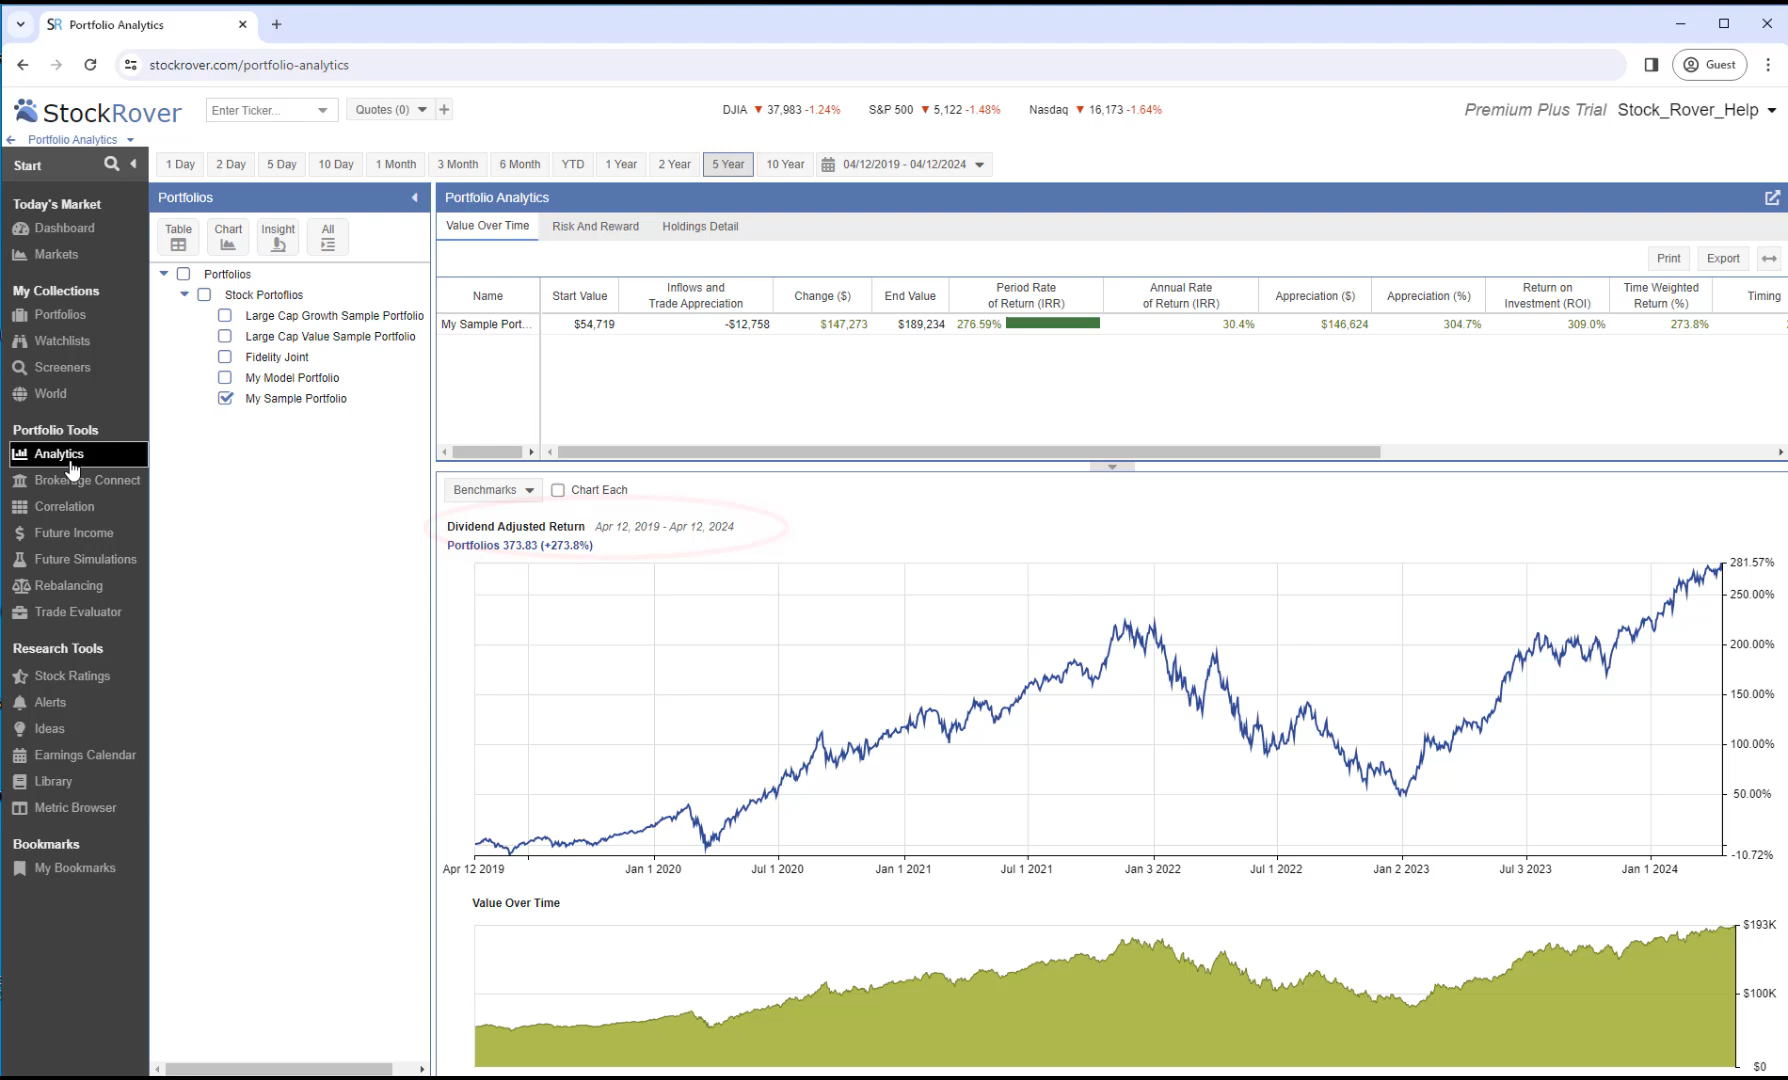 SR Portfolio Analytics
stockrover.com/portfolio-analytics
Guest
StockRover
Enter Ticker...
Quotes (0)
DJIA ▼ 37,983 -1.24%
S&P 500 ▼ 5,122 -1.48%
Nasdaq ▼ 16,173 -1.64%
Premium Plus Trial Stock_Rover_Help
Portfolio Analytics
Start
1 Day
2 Day
5 Day
10 Day
1 Month
3 Month
6 Month
YTD
1 Year
2 Year
5 Year
10 Year
04/12/2019 - 04/12/2024
Today's Market
Dashboard
Markets
My Collections
Portfolios
Watchlists
Screeners
World
Portfolio Tools
Analytics
Brokerage Connect
Correlation
Future Income
Future Simulations
Rebalancing
Trade Evaluator
Research Tools
Stock Ratings
Alerts
Ideas
Earnings Calendar
Library
Metric Browser
Bookmarks
My Bookmarks
Portfolios
Table
Chart
Insight
All
Portfolios
Stock Portoflios
Large Cap Growth Sample Portfolio
Large Cap Value Sample Portfolio
Fidelity Joint
My Model Portfolio
My Sample Portfolio
Portfolio Analytics
Value Over Time
Risk And Reward
Holdings Detail
Print
Export
Name
Start Value
Inflows and
Trade Appreciation
Change ($)
End Value
Period Rate
of Return (IRR)
Annual Rate
of Return (IRR)
Appreciation ($)
Appreciation (%)
Return on
Investment (ROI)
Time Weighted
Return (%)
Timing
My Sample Port... $54,719 -$12,758 $147,273 $189,234 276.59% 30.4% $146,624 304.7% 309.0% 273.8%
Benchmarks
Chart Each
Dividend Adjusted Return Apr 12, 2019 - Apr 12, 2024
Portfolios 373.83 (+273.8%)
281.57%
250.00%
200.00%
150.00%
100.00%
50.00%
-10.72%
Apr 12 2019
Jan 1 2020
Jul 1 2020
Jan 1 2021
Jul 1 2021
Jan 3 2022
Jul 1 2022
Jan 2 2023
Jul 3 2023
Jan 1 2024
Value Over Time
$193K
$100K
$0